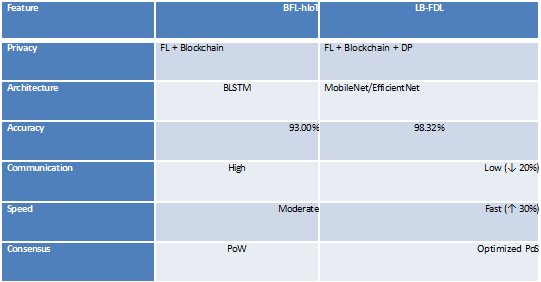 Feature BFL-hIoT LB-FDL
Privacy FL + Blockchain FL + Blockchain + DP
Architecture BLSTM MobileNet/EfficientNet
Accuracy 93.00% 98.32%
Communication High Low (↓ 20%)
Speed Moderate Fast (↑ 30%)
Consensus PoW Optimized PoS